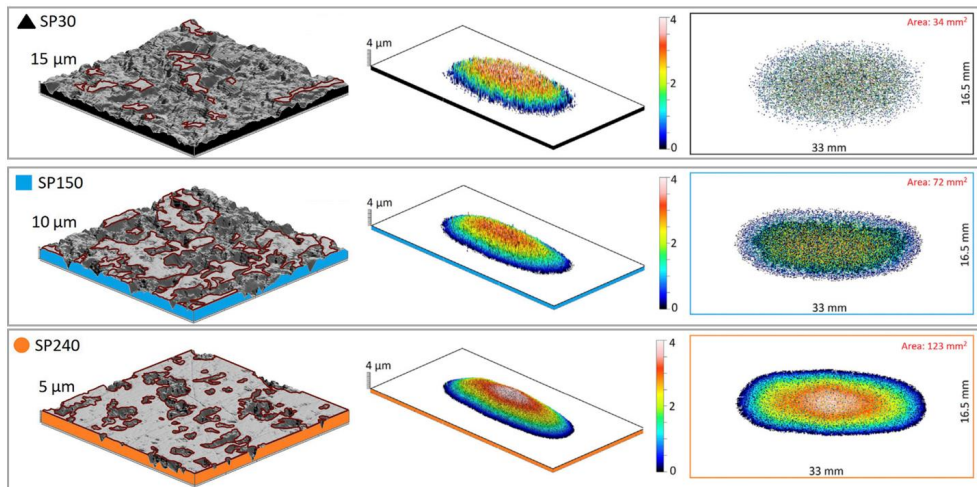 SP30
15 µm
4 µm
4
2
0
Area: 34 mm²
16.5 mm
33 mm
SP150
10 µm
4 µm
4
2
0
Area: 72 mm²
16.5 mm
33 mm
SP240
5 µm
4 µm
4
2
0
Area: 123 mm²
16.5 mm
33 mm